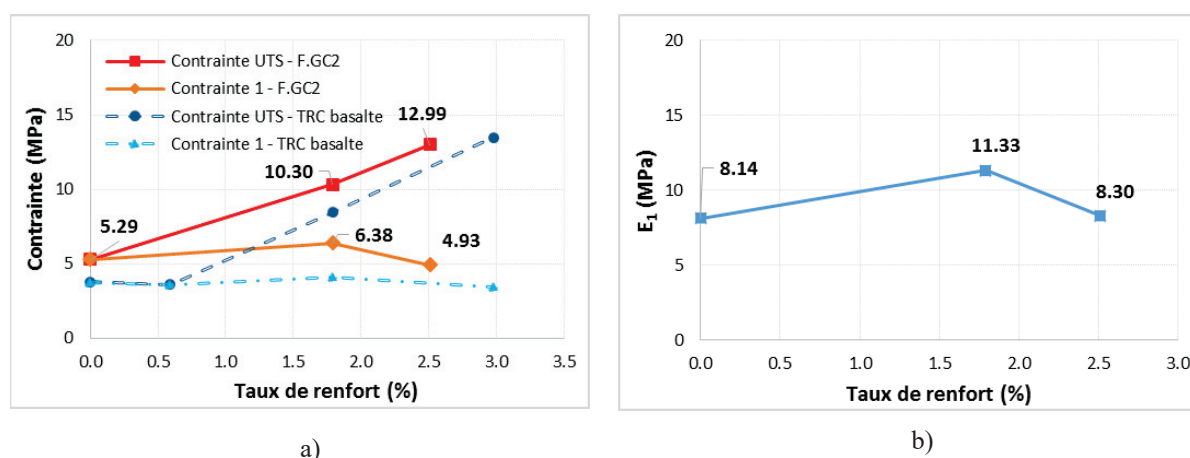 20
15
10
5
0
Contrainte (MPa)
Contrainte UTS - F.GC2
Contrainte 1 - F.GC2
Contrainte UTS - TRC basalte
Contrainte 1 - TRC basalte
12.99
10.30
5.29
6.38
4.93
0.0 0.5 1.0 1.5 2.0 2.5 3.0 3.5
Taux de renfort (%)
a)
20
15
10
5
0
E1 (MPa)
8.14
11.33
8.30
0.0 0.5 1.0 1.5 2.0 2.5 3.0
Taux de renfort (%)
b)